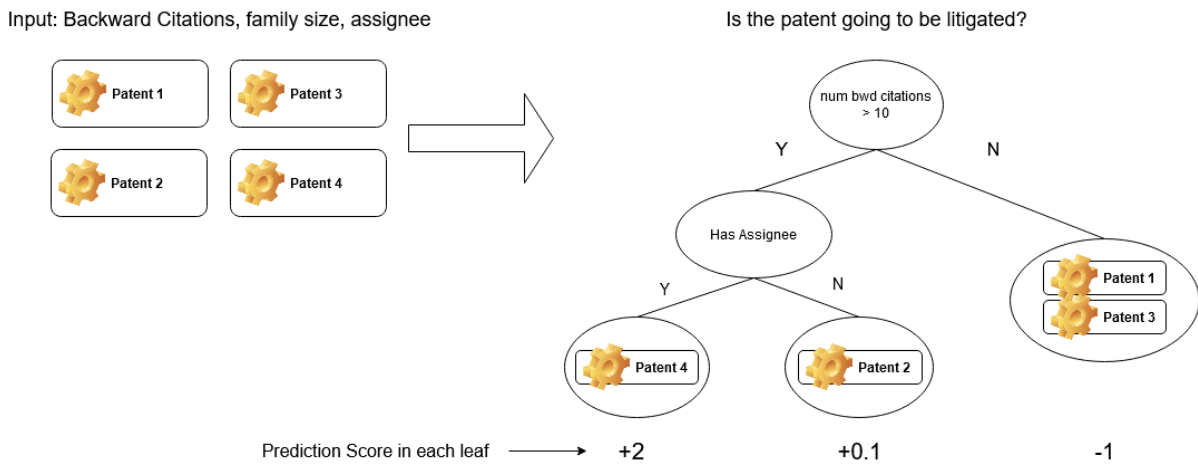 Input: Backward Citations, family size, assignee
Patent 1
Patent 3
Patent 2
Patent 4
Is the patent going to be litigated?
num bwd citations
> 10
Y
N
Has Assignee
Y
N
Patent 1
Patent 3
Patent 4
Patent 2
Prediction Score in each leaf
+2
+0.1
-1